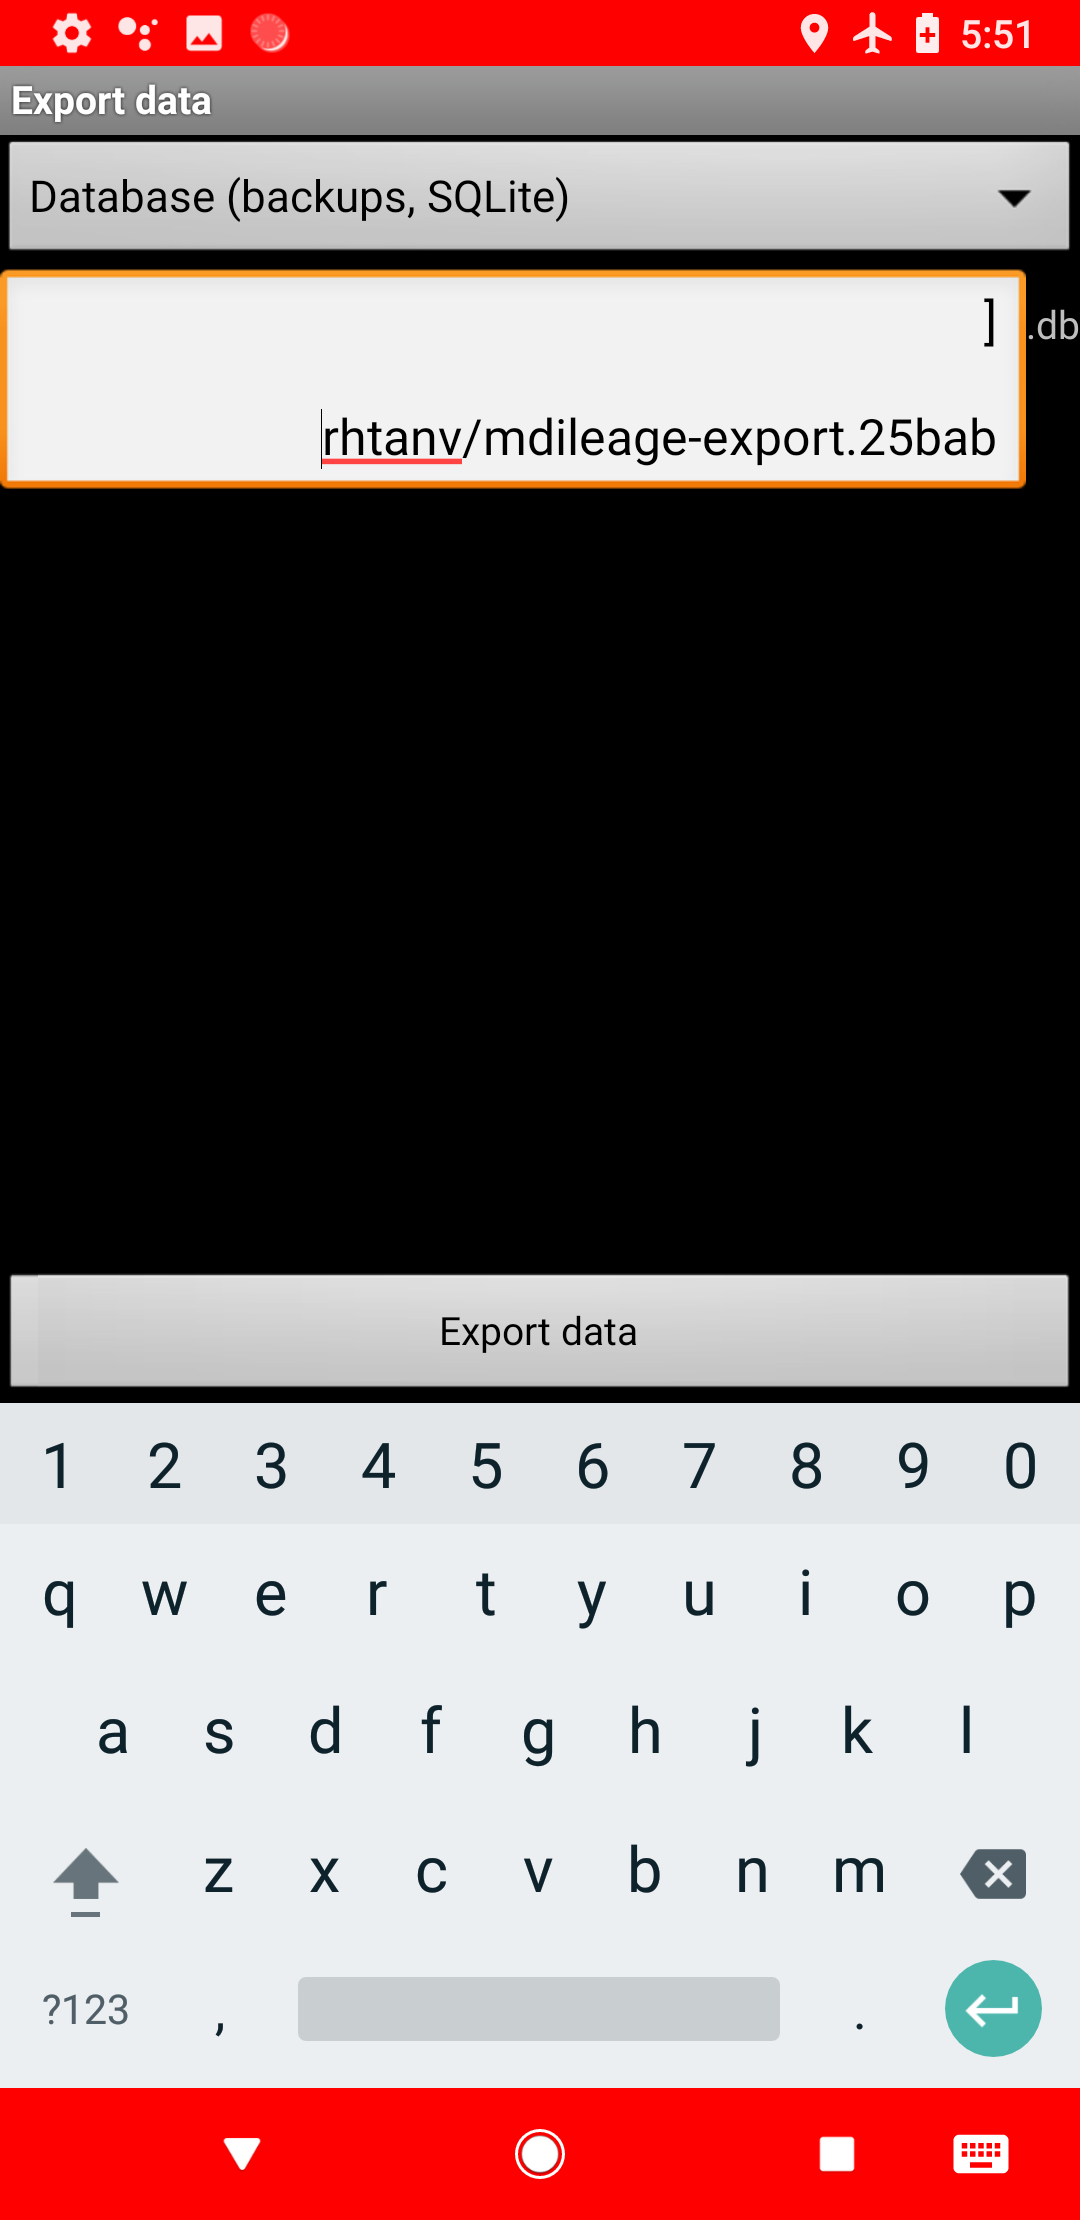 5:51
Export data
Database (backups, SQLite)
]
.db
rhtanv/mdileage-export.25bab
Export data
1 2 3 4 5 6 7 8 9 0
q w e r t y u i o p
a s d f g h j k l
z x c v b n m
?123 , .